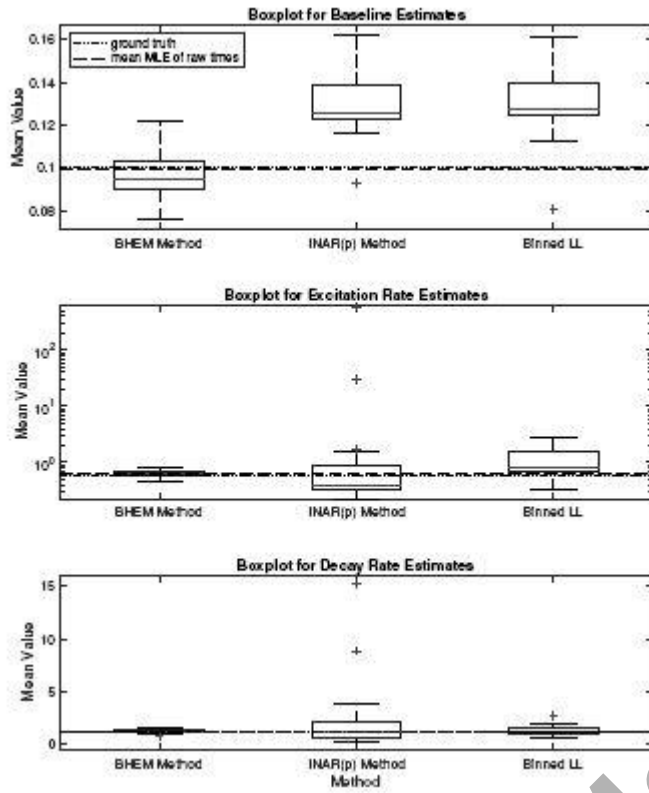 Boxplot for Baseline Estimates
0.16
0.14
0.12
0.1
0.08
Mean Value
ground truth
mean MLE of raw times
BHEM Method
INAR(p) Method
Binned LL
Boxplot for Excitation Rate Estimates
10^2
10^1
10^0
Mean Value
BHEM Method
INAR(p) Method
Binned LL
Boxplot for Decay Rate Estimates
15
10
5
0
Mean Value
BHEM Method
INAR(p) Method
Binned LL
Method